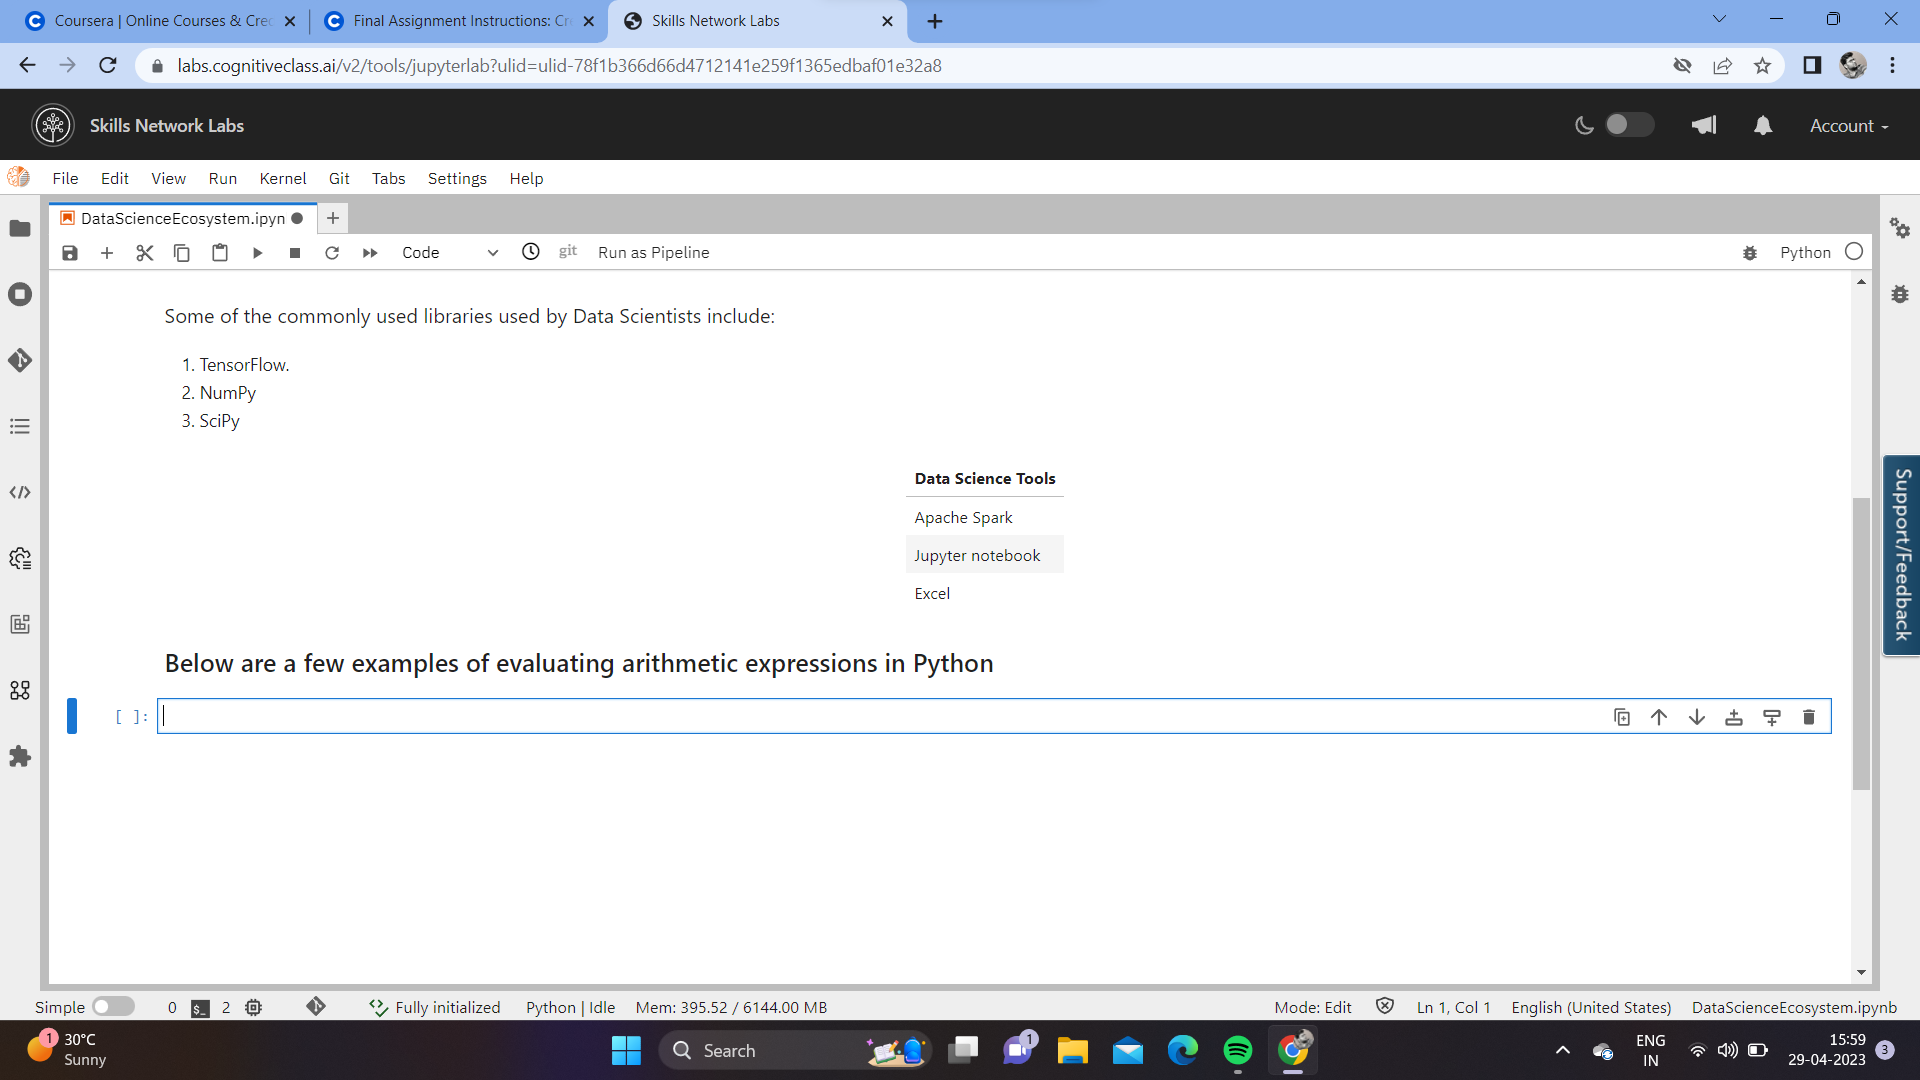 Coursera | Online Courses & Cred
Final Assignment Instructions: Cr
Skills Network Labs
labs.cognitiveclass.ai/v2/tools/jupyterlab?ulid=ulid-78f1b366d66d4712141e259f1365edbaf01e32a8
Skills Network Labs
Account
File Edit View Run Kernel Git Tabs Settings Help
DataScienceEcosystem.ipyn
Code
git
Run as Pipeline
Python
Some of the commonly used libraries used by Data Scientists include:
1. TensorFlow.
2. NumPy
3. SciPy
Data Science Tools
Apache Spark
Jupyter notebook
Excel
Support/Feedback
Below are a few examples of evaluating arithmetic expressions in Python
[ ]:
Simple 0 $_ 2 Fully initialized Python | Idle Mem: 395.52 / 6144.00 MB Mode: Edit Ln 1, Col 1 English (United States) DataScienceEcosystem.ipynb
1
30°C
Sunny
Search
1
ENG
IN
15:59
29-04-2023
3